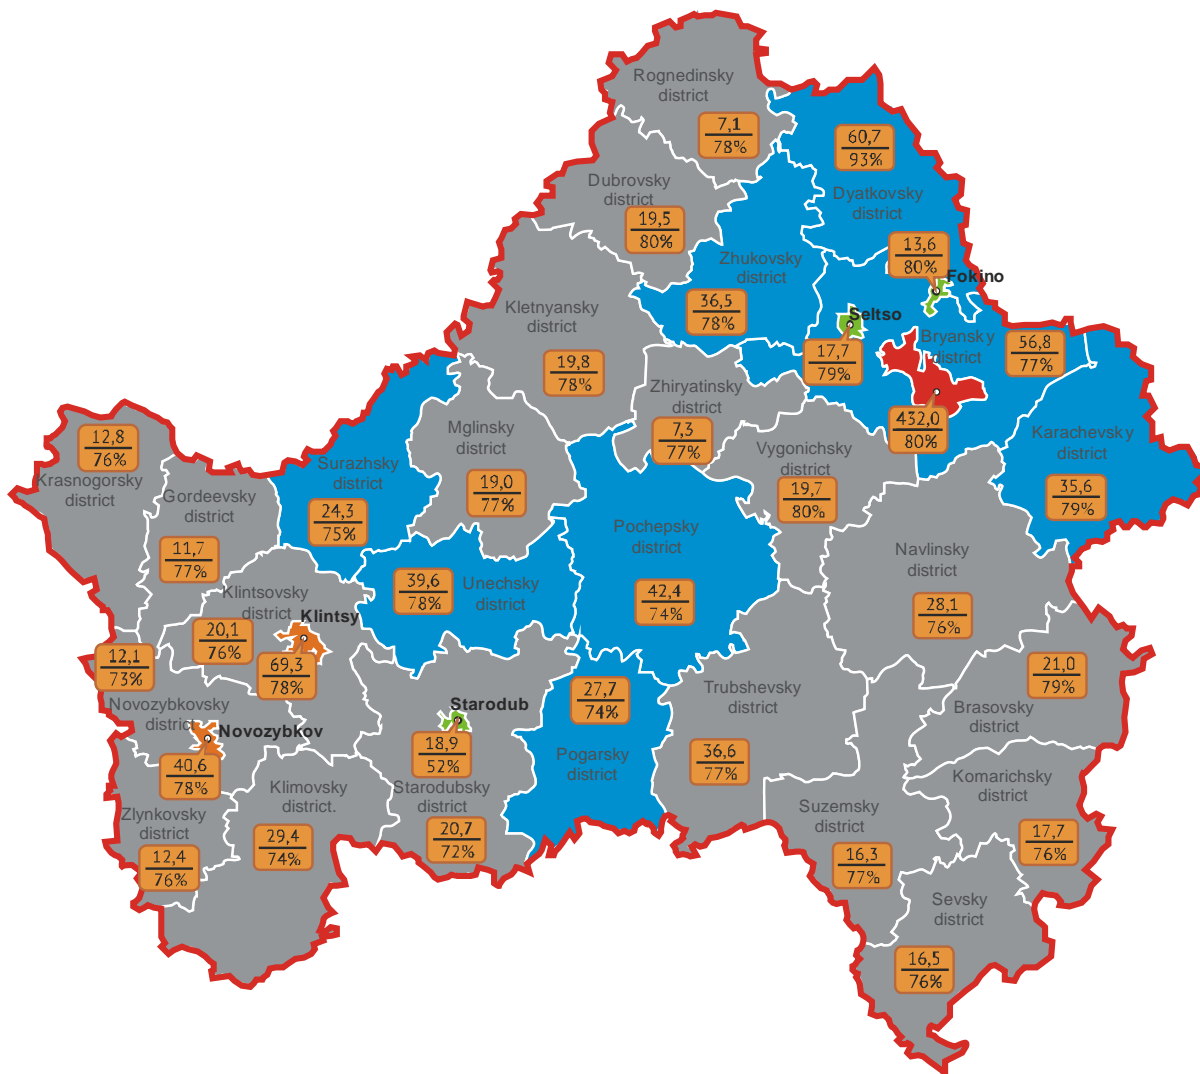 Rognedinsky
district
7,1
78%
60,7
93%
Dyatkovsky
district
Dubrovsky
district
19,5
80%
13,6
80%
Fokino
Zhukovsky
district
36,5
78%
Kletnyansky
district
19,8
78%
Seltso
17,7
79%
Bryansky
district
56,8
77%
432,0
80%
Zhiryatinsky
district
7,3
77%
Karachevsky
district
35,6
79%
12,8
76%
Krasnogorsky
district
Mglinsky
district
19,0
77%
Vygonichsky
district
19,7
80%
Surazhsky
district
24,3
75%
Gordeevsky
district
11,7
77%
Pochepsky
district
42,4
74%
Navlinsky
district
28,1
76%
39,6
78%
Unechsky
district
Klintsovsky
district
20,1
76%
Klintsy
69,3
78%
12,1
73%
Novozybkovsky
district
Novozybkov
40,6
78%
21,0
79%
Brasovsky
district
Trubshevsky
district
36,6
77%
27,7
74%
Pogarsky
district
Starodub
18,9
52%
Starodubsky
district
20,7
72%
Klimovsky
district.
29,4
74%
Zlynkovsky
district
12,4
76%
Komarichsky
district
17,7
76%
Suzemsky
district
16,3
77%
Sevsky
district
16,5
76%